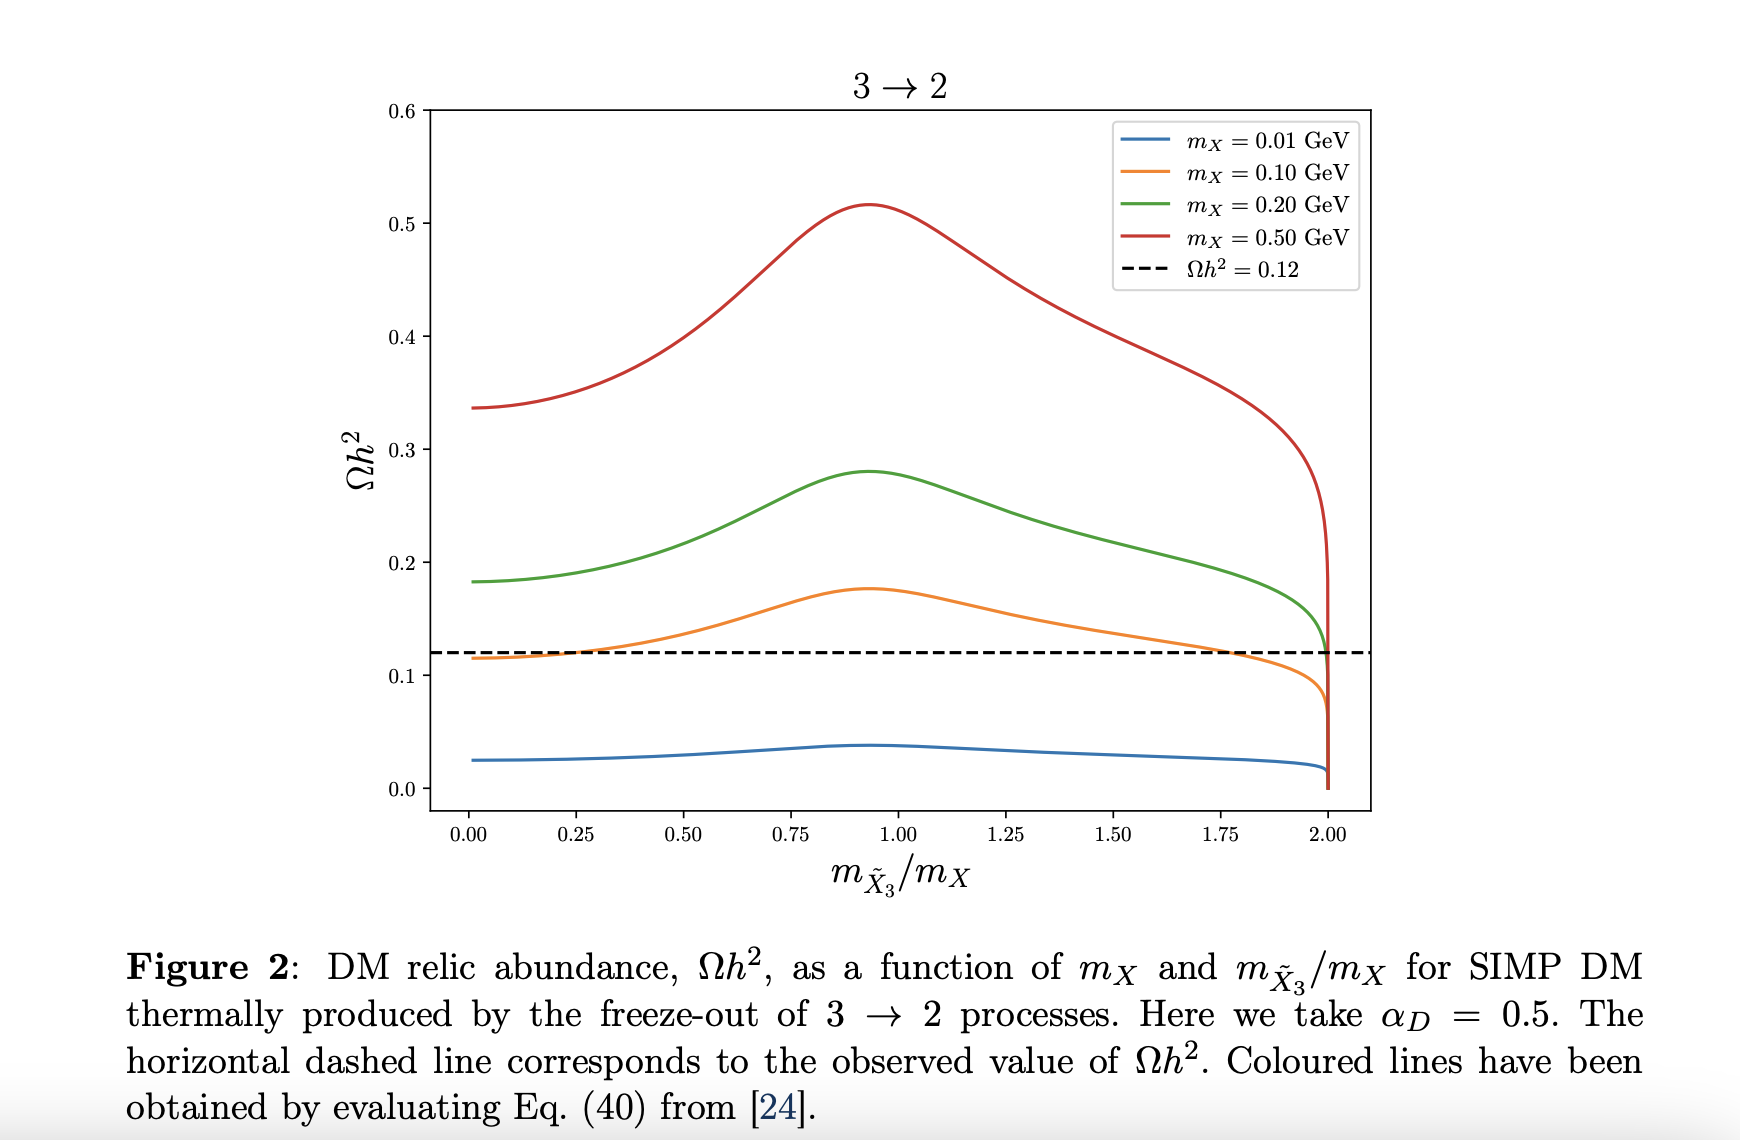 3 → 2
0.6
0.5
0.4
0.3
0.2
0.1
0.0
Ωh²
m_X = 0.01 GeV
m_X = 0.10 GeV
m_X = 0.20 GeV
m_X = 0.50 GeV
Ωh² = 0.12
0.00 0.25 0.50 0.75 1.00 1.25 1.50 1.75 2.00
m_{X̃₃}/m_X
Figure 2: DM relic abundance, Ωh², as a function of m_X and m_{X̃₃}/m_X for SIMP DM
thermally produced by the freeze-out of 3 → 2 processes. Here we take α_D = 0.5. The
horizontal dashed line corresponds to the observed value of Ωh². Coloured lines have been
obtained by evaluating Eq. (40) from [24].